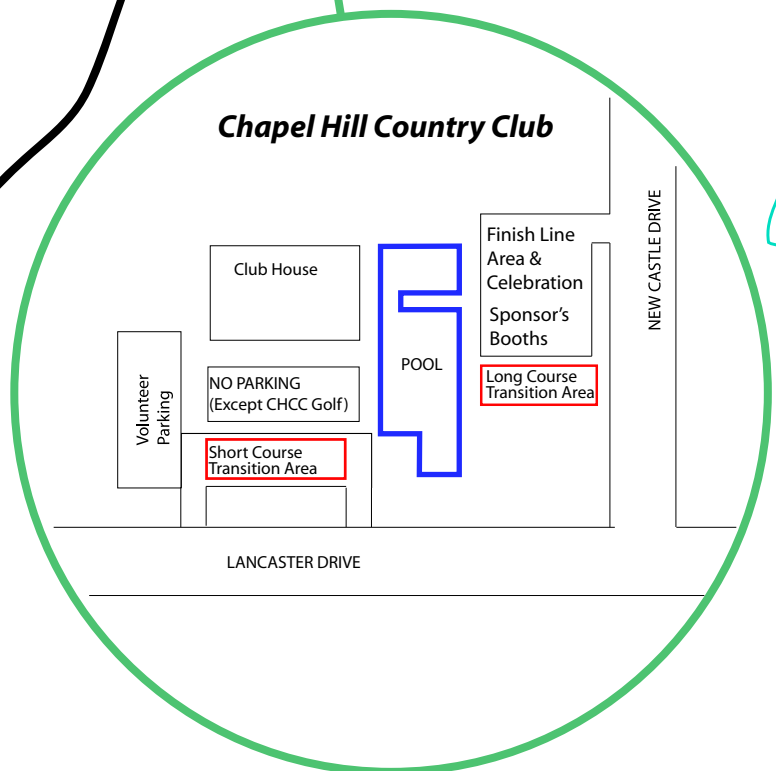 Chapel Hill Country Club
Club House
Finish Line
Area &
Celebration
Sponsor's
Booths
NEW CASTLE DRIVE
POOL
Long Course
Transition Area
Volunteer
Parking
NO PARKING
(Except CHCC Golf)
Short Course
Transition Area
LANCASTER DRIVE